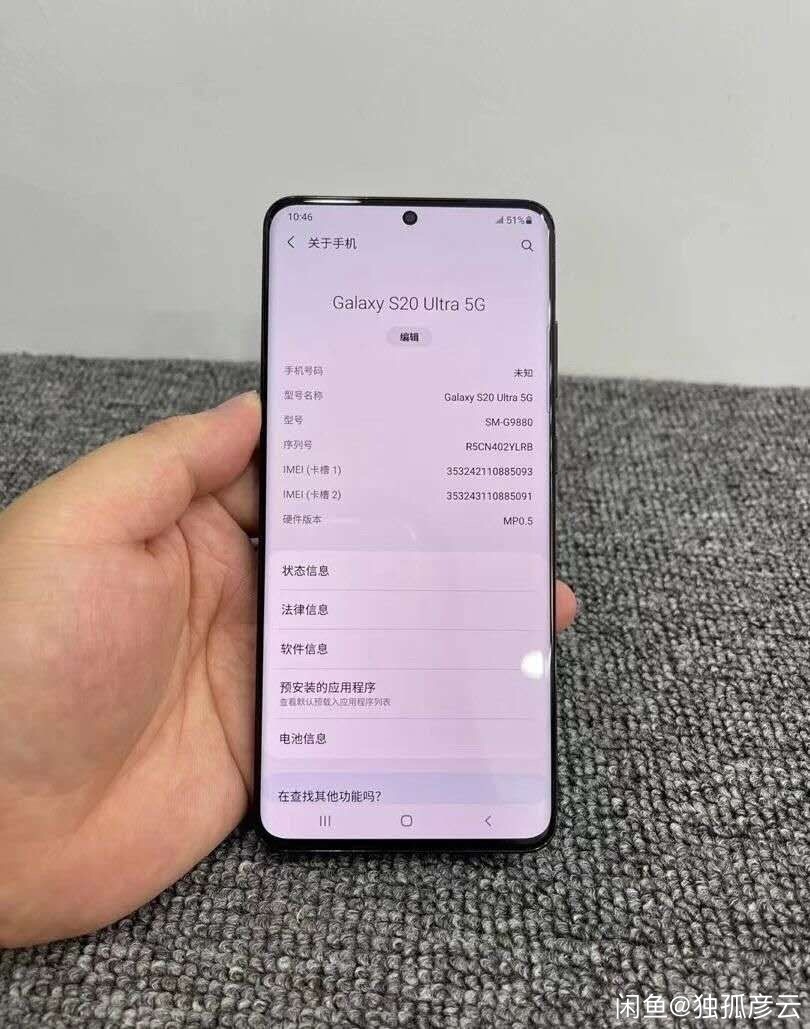 10:46 51%
关于手机
Galaxy S20 Ultra 5G
编辑
手机号码 未知
型号名称 Galaxy S20 Ultra 5G
型号 SM-G9880
序列号 R5CN402YLRB
IMEI (卡槽 1) 353242110885093
IMEI (卡槽 2) 353243110885091
硬件版本 MP0.5
状态信息
法律信息
软件信息
预安装的应用程序
查看默认预载入应用程序列表
电池信息
在查找其他功能吗?
闲鱼@独孤彦云